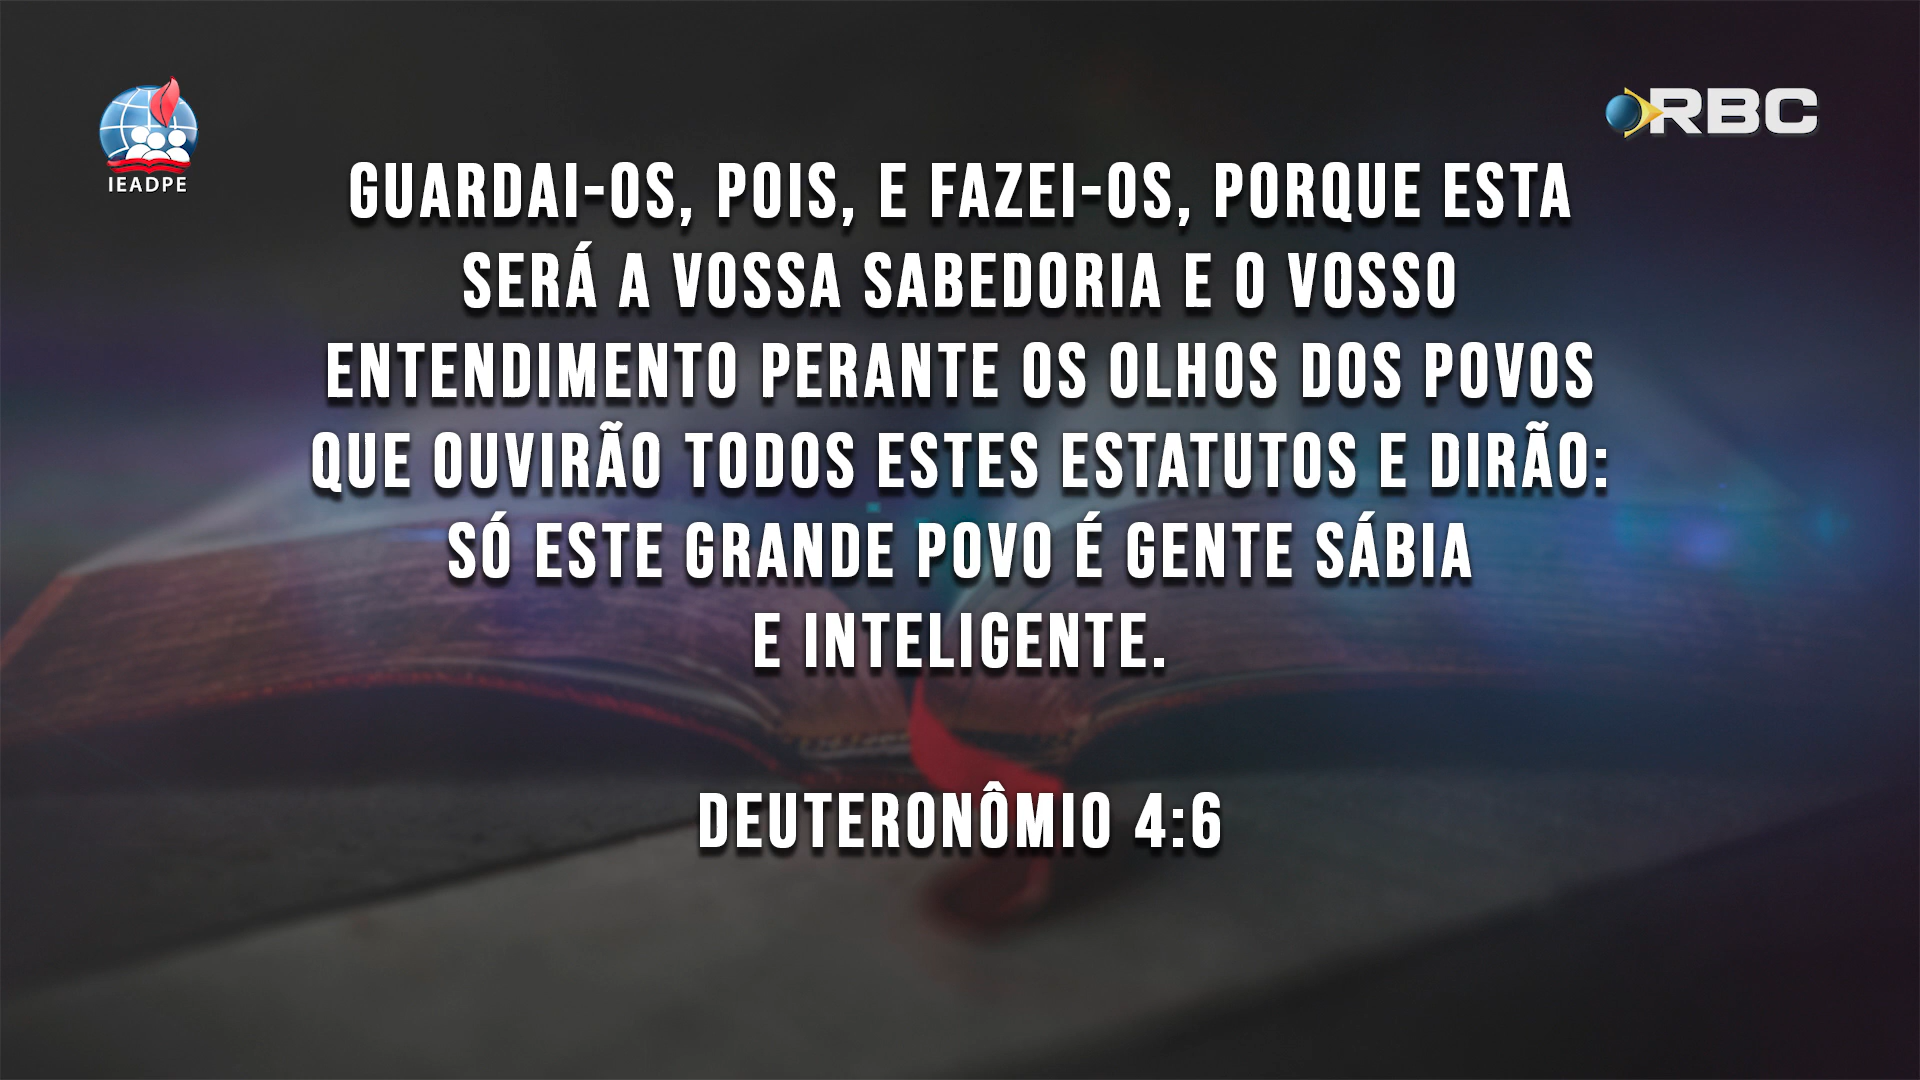 IEADPE
RBC
GUARDAI-OS, POIS, E FAZEI-OS, PORQUE ESTA
SERÁ A VOSSA SABEDORIA E O VOSSO
ENTENDIMENTO PERANTE OS OLHOS DOS POVOS
QUE OUVIRÃO TODOS ESTES ESTATUTOS E DIRÃO:
SÓ ESTE GRANDE POVO É GENTE SÁBIA
E INTELIGENTE.
DEUTERONÔMIO 4:6